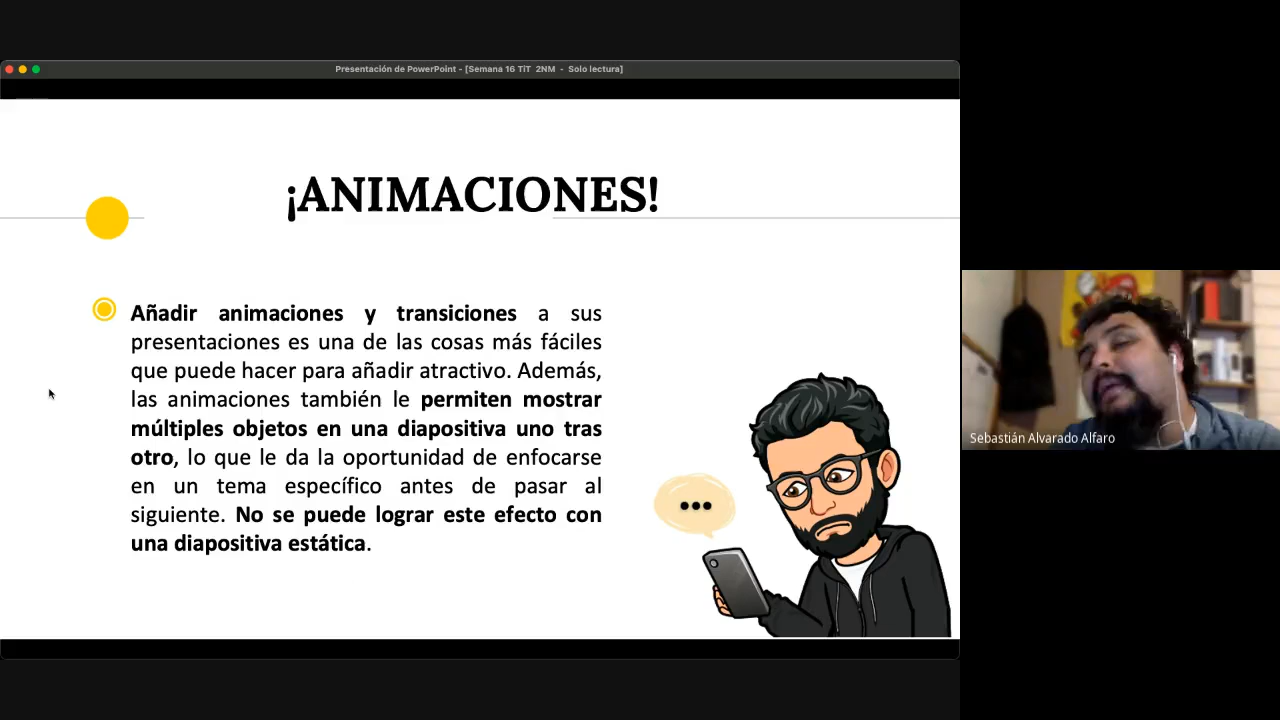 Presentación de PowerPoint - [Semana 16 TiT 2NM - Solo lectura]
¡ANIMACIONES!
Añadir animaciones y transiciones a sus
presentaciones es una de las cosas más fáciles
que puede hacer para añadir atractivo. Además,
las animaciones también le permiten mostrar
múltiples objetos en una diapositiva uno tras
otro, lo que le da la oportunidad de enfocarse
en un tema específico antes de pasar al
siguiente. No se puede lograr este efecto con
una diapositiva estática.
Sebastián Alvarado Alfaro